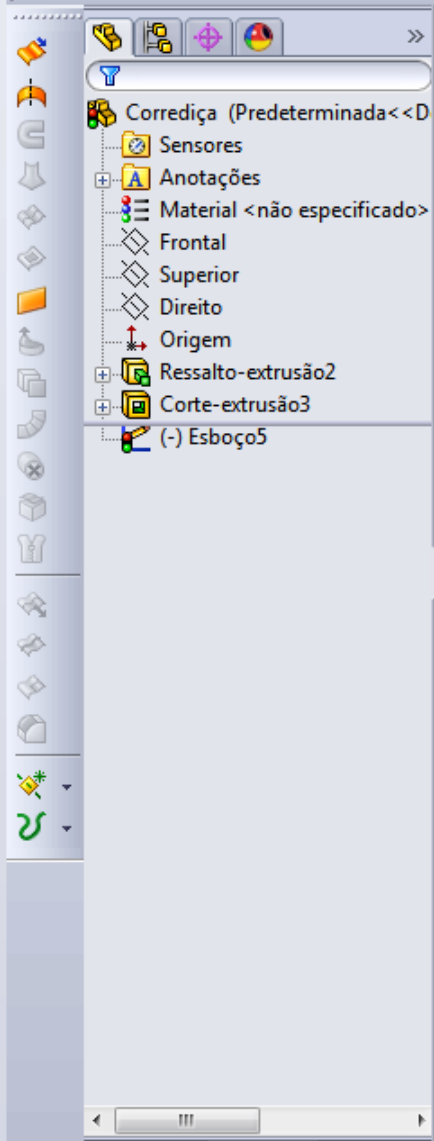 Corrediça (Predeterminada<<D
Sensores
A Anotações
Material <não especificado>
Frontal
Superior
Direito
Origem
Ressalto-extrusão2
Corte-extrusão3
(-) Esboço5